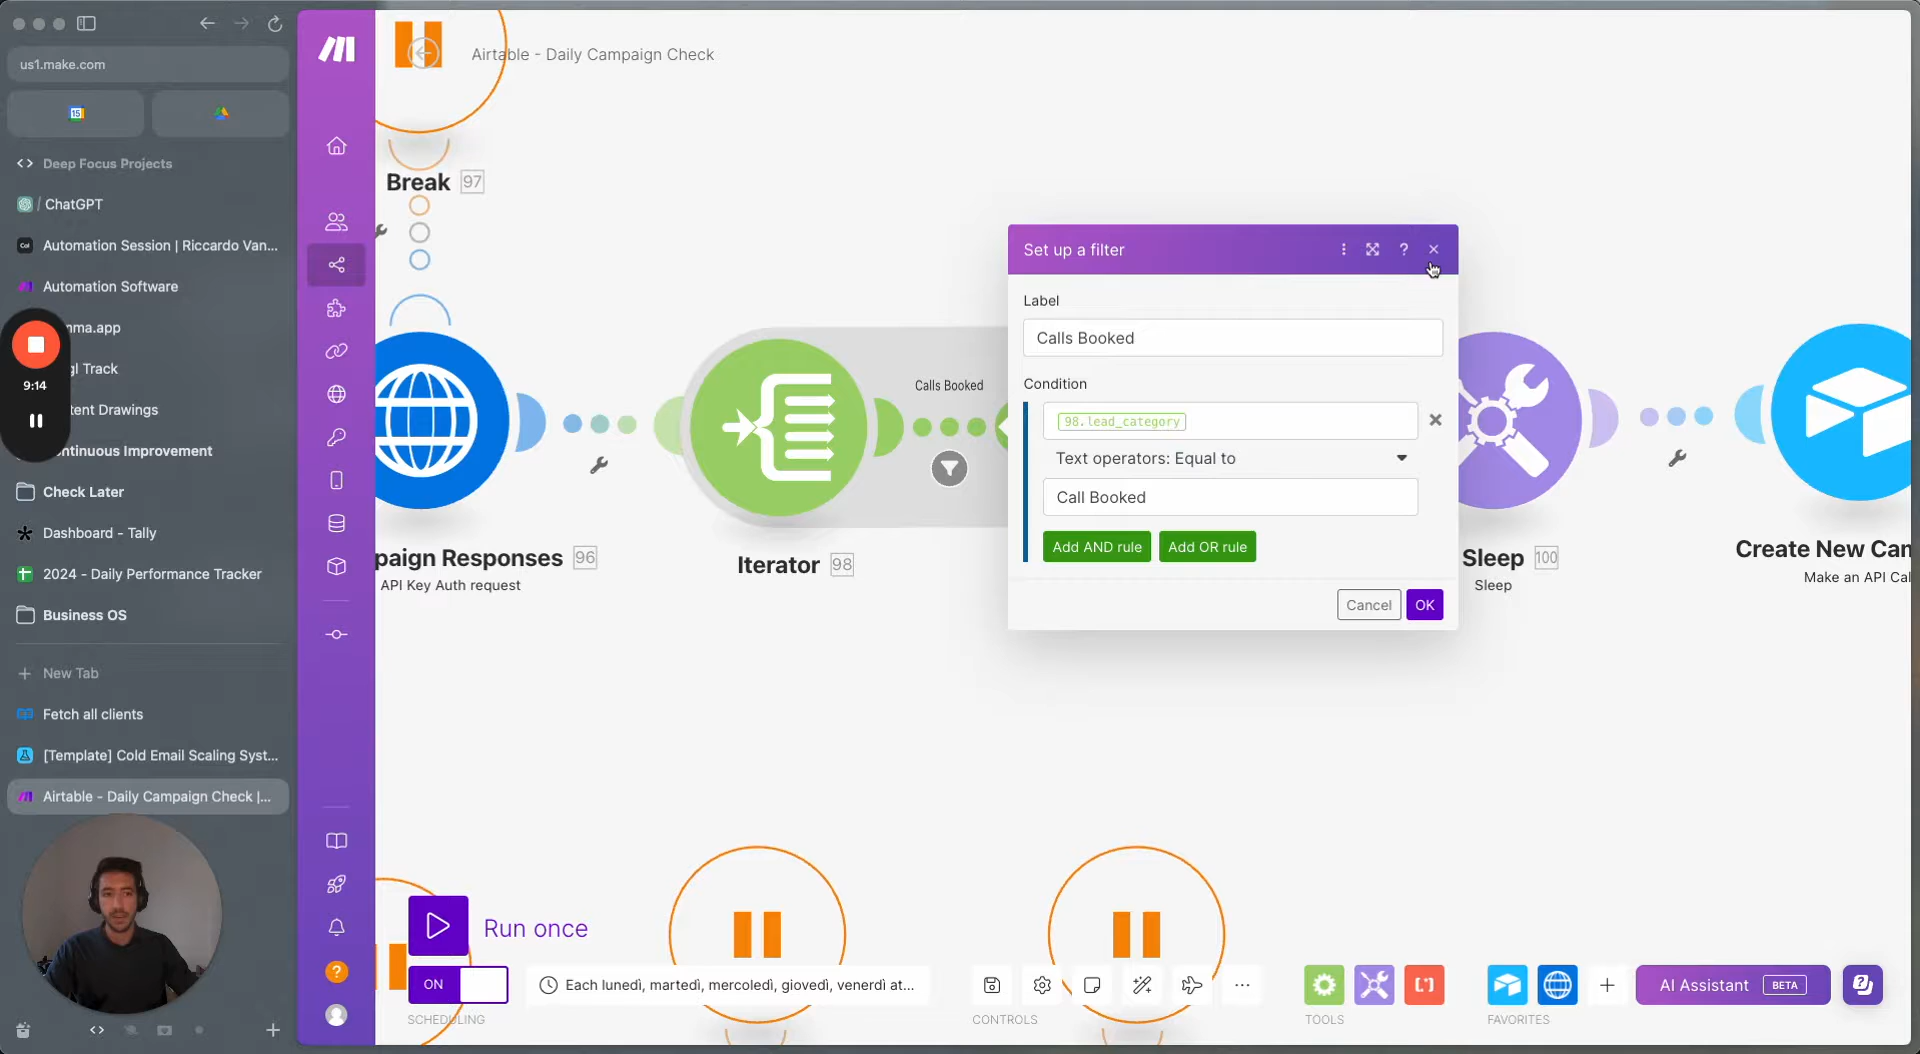 us1.make.com
15
Deep Focus Projects
/ ChatGPT
Cal
Automation Session | Riccardo Van...
Automation Software
nma.app
9:14
gl Track
tent Drawings
ntinuous Improvement
Check Later
Dashboard - Tally
2024 - Daily Performance Tracker
Business OS
New Tab
Fetch all clients
[Template] Cold Email Scaling Syst...
Airtable - Daily Campaign Check |...
Airtable - Daily Campaign Check
Break 97
paign Responses 96
API Key Auth request
Iterator 98
Calls Booked
Set up a filter
?
Label
Calls Booked
Condition
98.lead_category
Text operators: Equal to
Call Booked
Add AND rule
Add OR rule
Cancel
OK
Sleep 100
Sleep
Create New Can
Make an API Cal
Run once
ON
Each lunedì, martedì, mercoledì, giovedì, venerdì at...
SCHEDULING
CONTROLS
TOOLS
FAVORITES
AI Assistant BETA
?